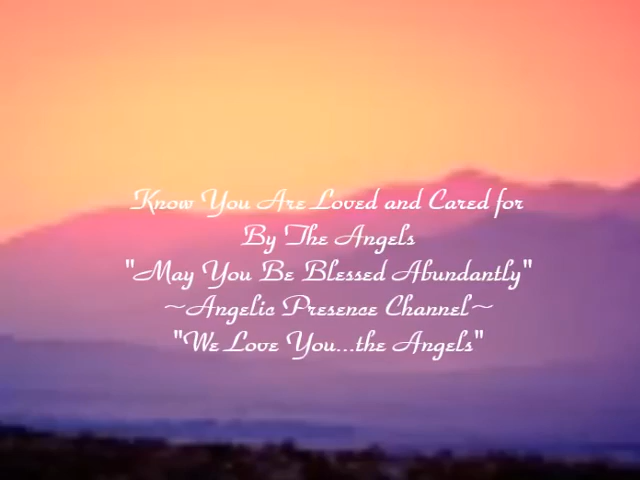 Know You Are Loved and Cared for
By The Angels
"May You Be Blessed Abundantly"
~Angelic Presence Channel~
"We Love You...the Angels"